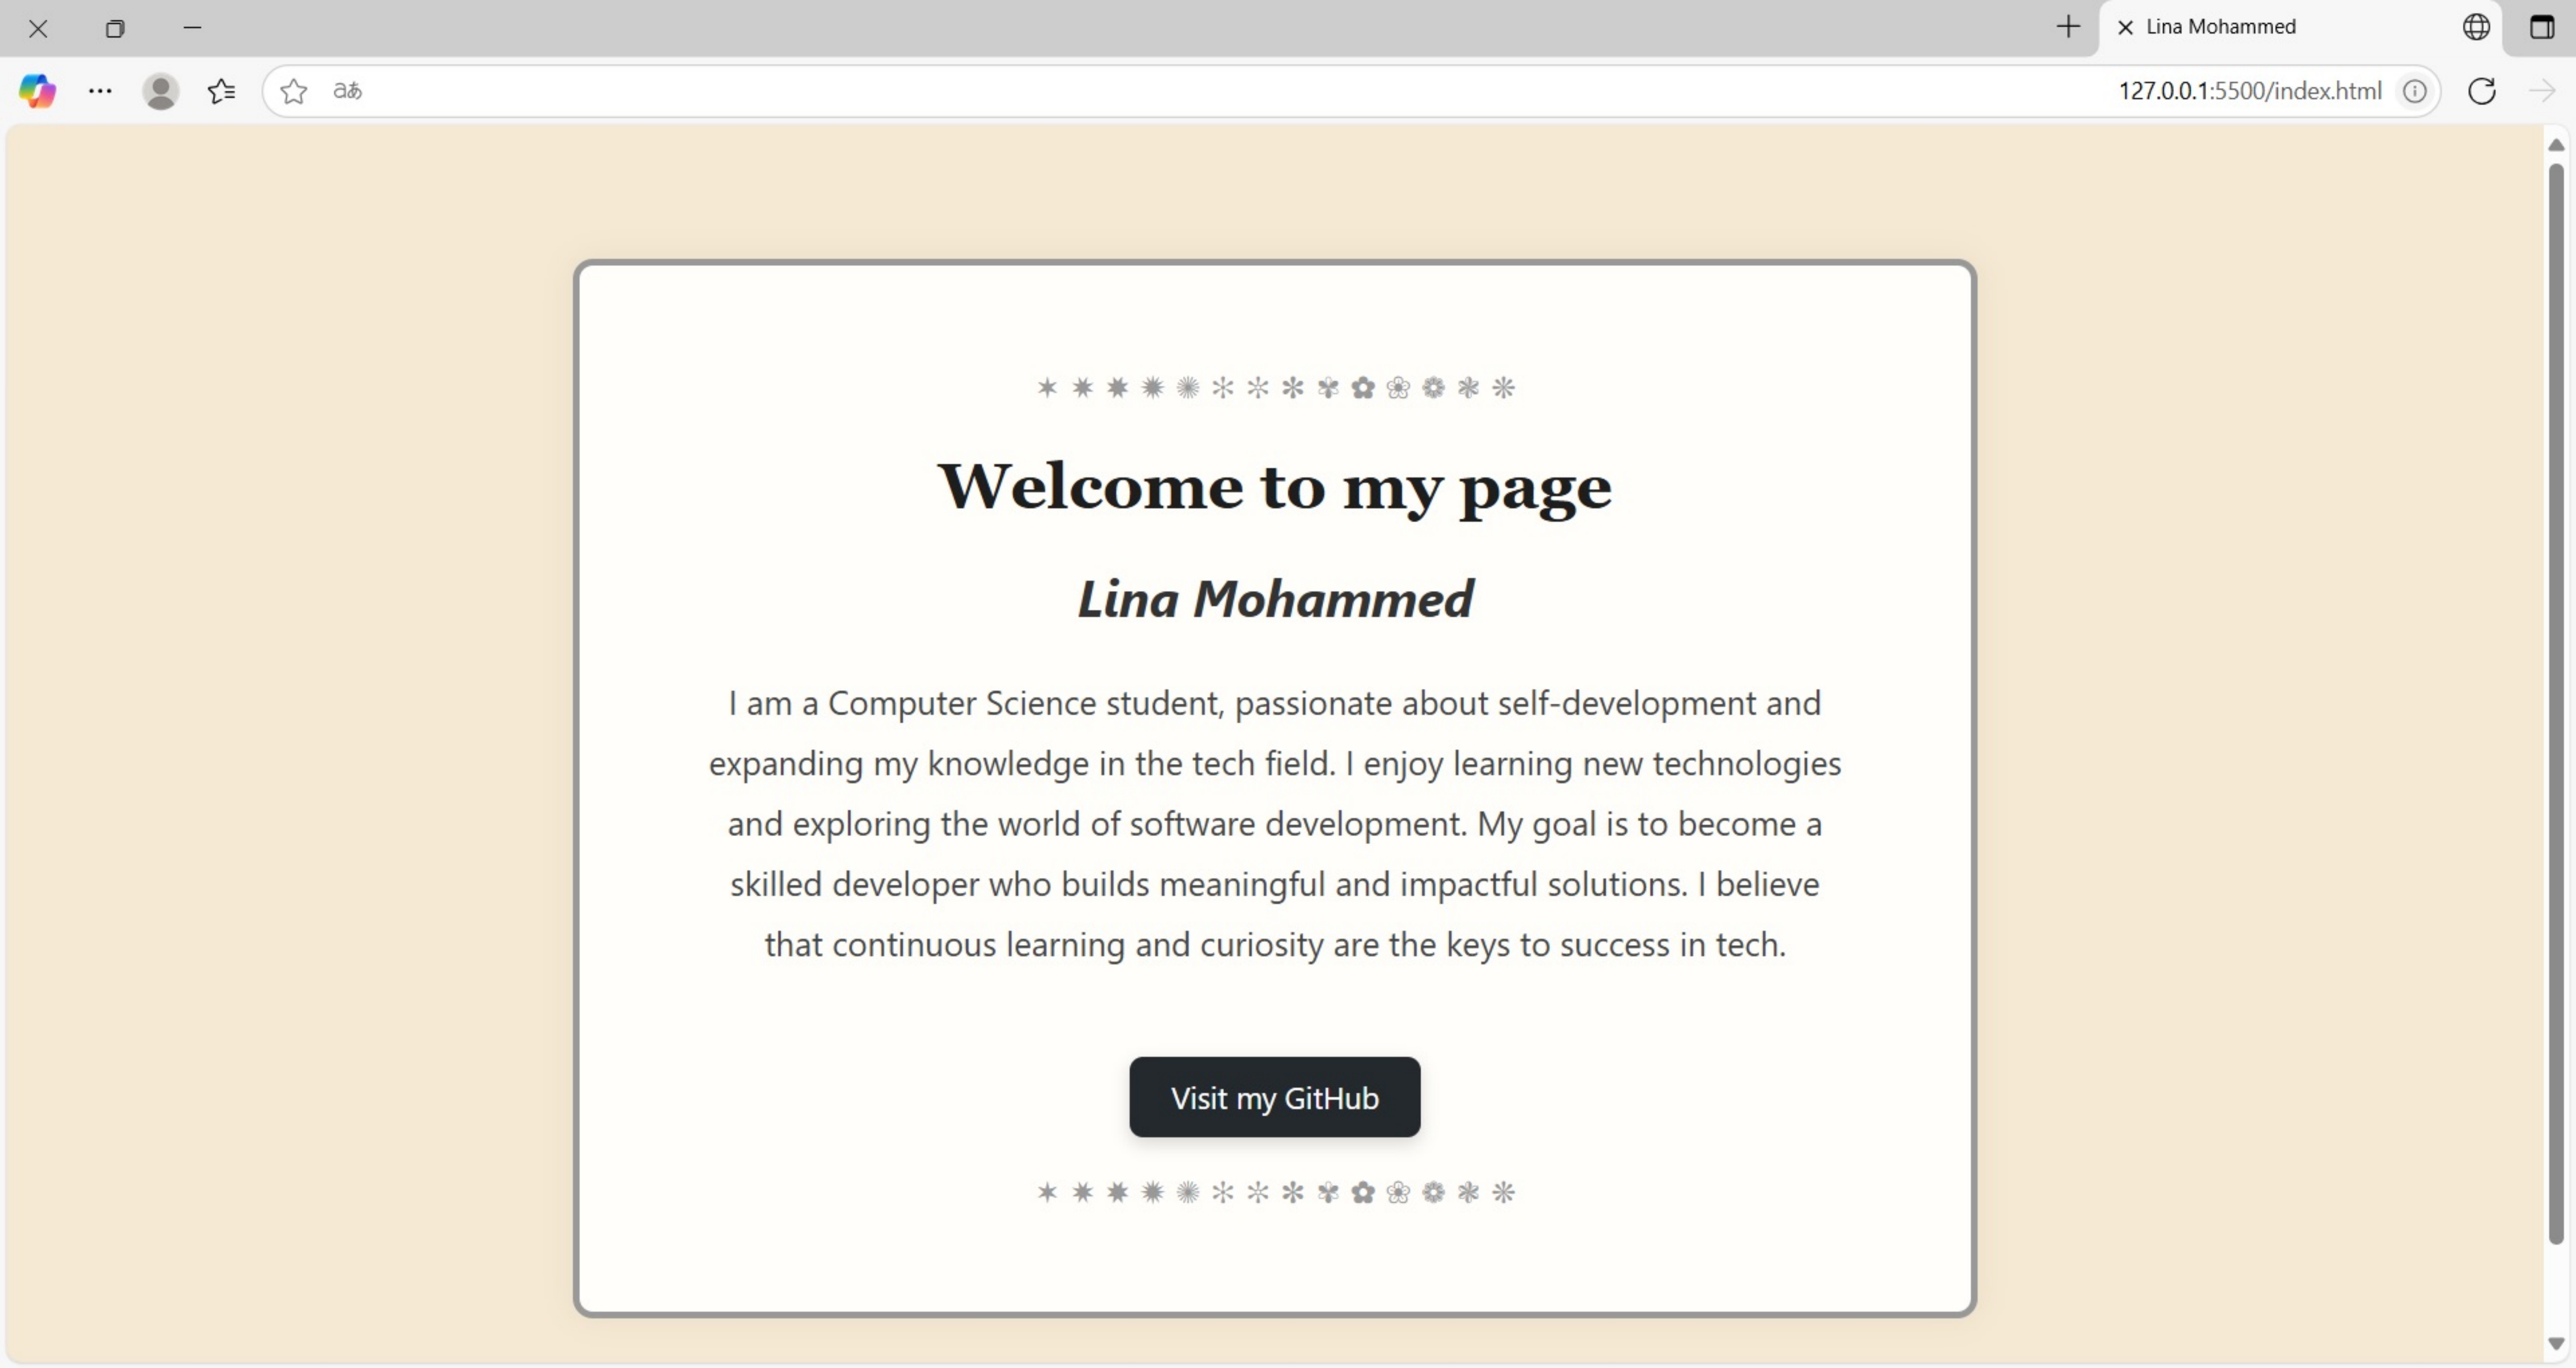 Lina Mohammed
aあ
127.0.0.1:5500/index.html
✶ ✷ ✸ ✹ ✺ ✻ ✼ ✽ ✾ ✿ ❀ ❁ ❃ ❊
Welcome to my page
Lina Mohammed
I am a Computer Science student, passionate about self-development and
expanding my knowledge in the tech field. I enjoy learning new technologies
and exploring the world of software development. My goal is to become a
skilled developer who builds meaningful and impactful solutions. I believe
that continuous learning and curiosity are the keys to success in tech.
Visit my GitHub
✶ ✷ ✸ ✹ ✺ ✻ ✼ ✽ ✾ ✿ ❀ ❁ ❃ ❊